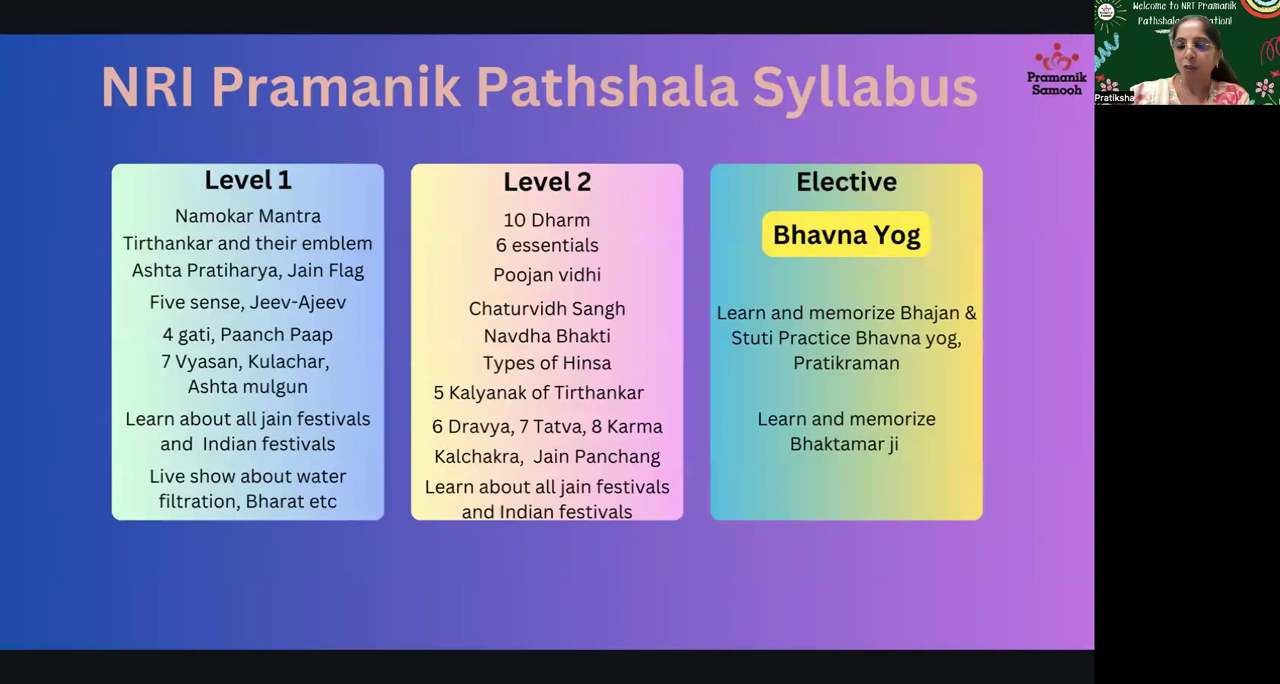 NRI Pramanik Pathshala Syllabus
Pramanik
Samooh
Welcome to NRI Pramanik
Pathshala
Pratiksha
Level 1
Namokar Mantra
Tirthankar and their emblem
Ashta Pratiharya, Jain Flag
Five sense, Jeev-Ajeev
4 gati, Paanch Paap
7 Vyasan, Kulachar,
Ashta mulgun
Learn about all jain festivals
and Indian festivals
Live show about water
filtration, Bharat etc
Level 2
10 Dharm
6 essentials
Poojan vidhi
Chaturvidh Sangh
Navdha Bhakti
Types of Hinsa
5 Kalyanak of Tirthankar
6 Dravya, 7 Tatva, 8 Karma
Kalchakra, Jain Panchang
Learn about all jain festivals
and Indian festivals
Elective
Bhavna Yog
Learn and memorize Bhajan &
Stuti Practice Bhavna yog,
Pratikraman
Learn and memorize
Bhaktamar ji